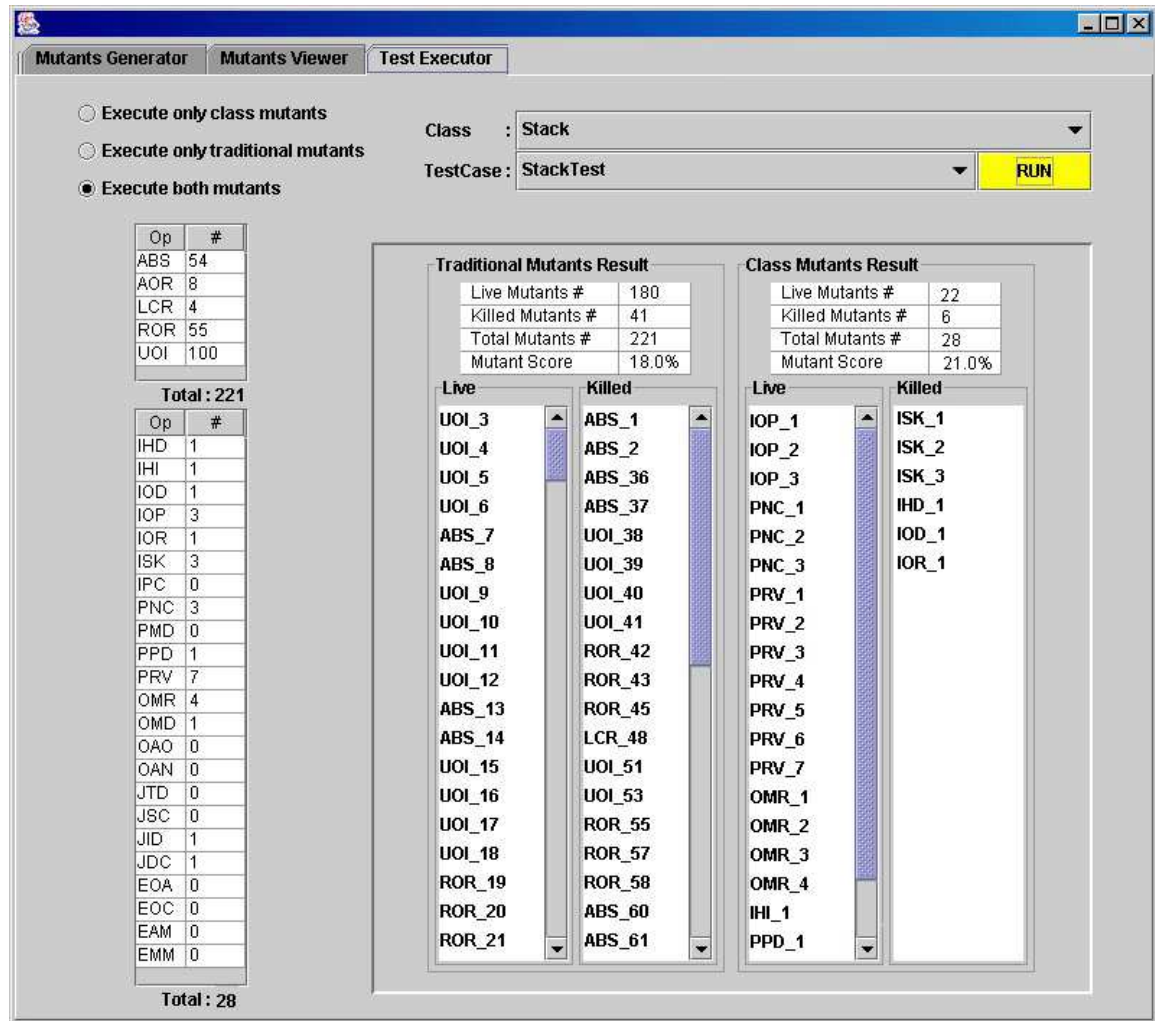 Mutants Generator Mutants Viewer Test Executor
Execute only class mutants
Execute only traditional mutants
Execute both mutants
Class : Stack
TestCase : StackTest RUN
Op #
ABS 54
AOR 8
LCR 4
ROR 55
UOI 100
Total : 221
Op #
IHD 1
IHI 1
IOD 1
IOP 3
IOR 1
ISK 3
IPC 0
PNC 3
PMD 0
PPD 1
PRV 7
OMR 4
OMD 1
OAO 0
OAN 0
JTD 0
JSC 0
JID 1
JDC 1
EOA 0
EOC 0
EAM 0
EMM 0
Total : 28
Traditional Mutants Result
Live Mutants # 180
Killed Mutants # 41
Total Mutants # 221
Mutant Score 18.0%
Live
UOI_3
UOI_4
UOI_5
UOI_6
ABS_7
ABS_8
UOI_9
UOI_10
UOI_11
UOI_12
ABS_13
ABS_14
UOI_15
UOI_16
UOI_17
UOI_18
ROR_19
ROR_20
ROR_21
Killed
ABS_1
ABS_2
ABS_36
ABS_37
UOI_38
UOI_39
UOI_40
UOI_41
ROR_42
ROR_43
ROR_45
LCR_48
UOI_51
UOI_53
ROR_55
ROR_57
ROR_58
ABS_60
ABS_61
Class Mutants Result
Live Mutants # 22
Killed Mutants # 6
Total Mutants # 28
Mutant Score 21.0%
Live
IOP_1
IOP_2
IOP_3
PNC_1
PNC_2
PNC_3
PRV_1
PRV_2
PRV_3
PRV_4
PRV_5
PRV_6
PRV_7
OMR_1
OMR_2
OMR_3
OMR_4
IHI_1
PPD_1
Killed
ISK_1
ISK_2
ISK_3
IHD_1
IOD_1
IOR_1